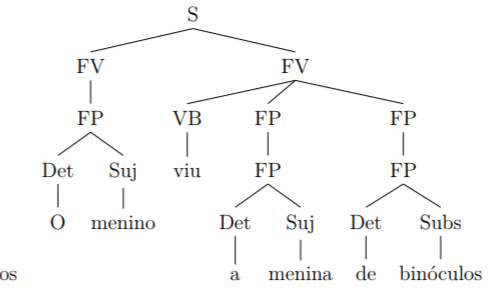 S
FV FV
FP VB FP FP
Det Suj viu FP FP
O menino Det Suj Det Subs
os a menina de binóculos